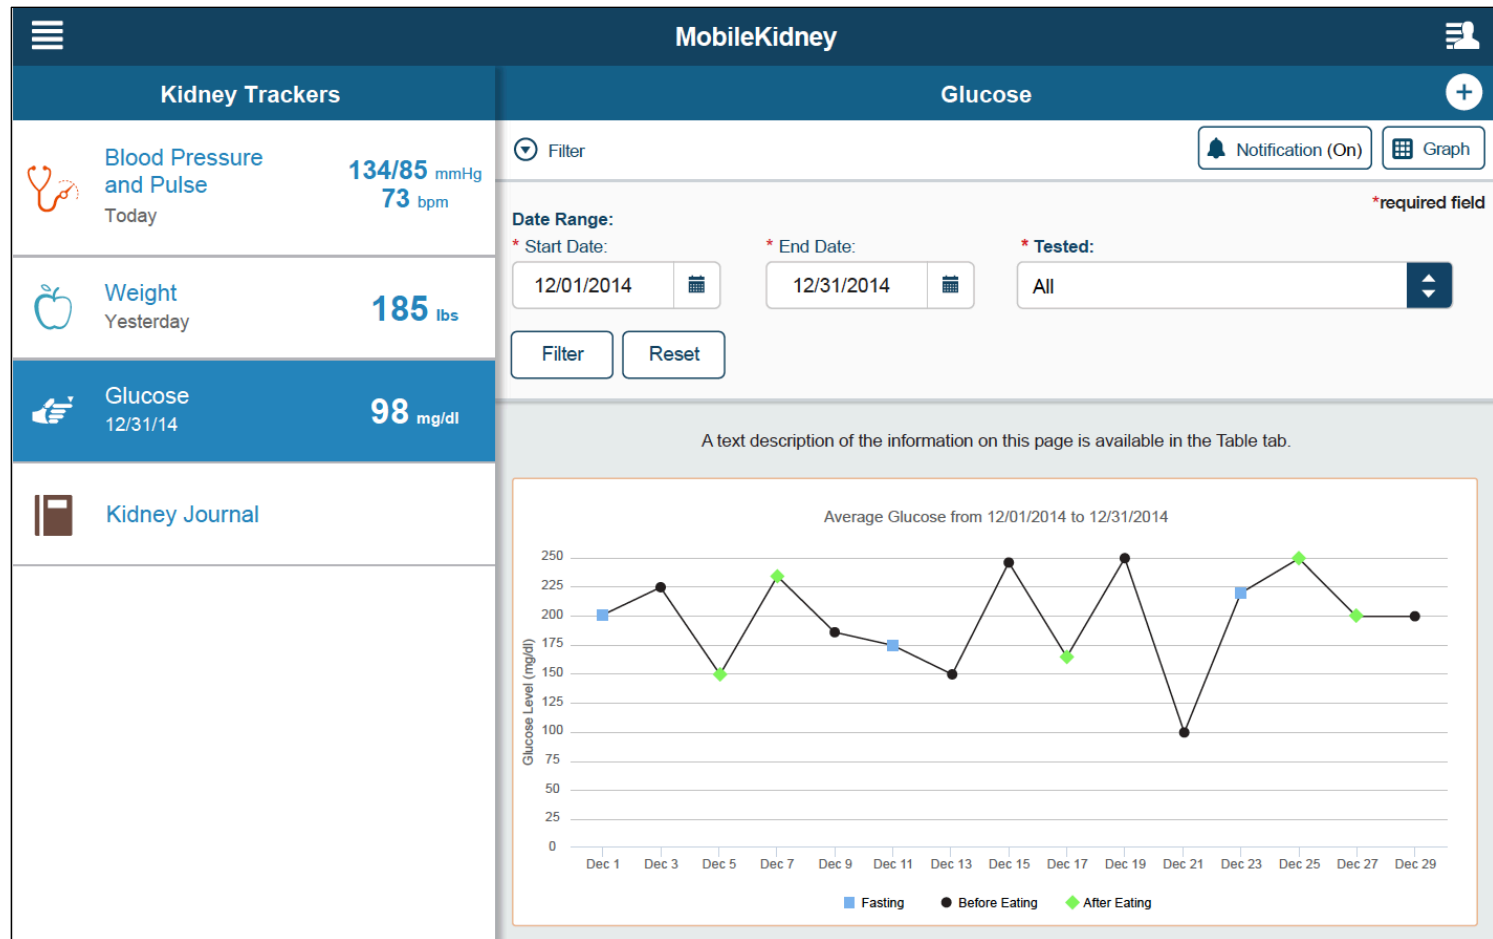 MobileKidney
Kidney Trackers
Blood Pressure
and Pulse
Today
134/85 mmHg
73 bpm
Weight
Yesterday
185 lbs
Glucose
12/31/14
98 mg/dl
Kidney Journal
Glucose
Filter
Notification (On)
Graph
*required field
Date Range:
* Start Date:
* End Date:
* Tested:
12/01/2014
12/31/2014
All
Filter
Reset
A text description of the information on this page is available in the Table tab.
Average Glucose from 12/01/2014 to 12/31/2014
Glucose Level (mg/dl)
250
225
200
175
150
125
100
75
50
25
0
Dec 1 Dec 3 Dec 5 Dec 7 Dec 9 Dec 11 Dec 13 Dec 15 Dec 17 Dec 19 Dec 21 Dec 23 Dec 25 Dec 27 Dec 29
Fasting Before Eating After Eating